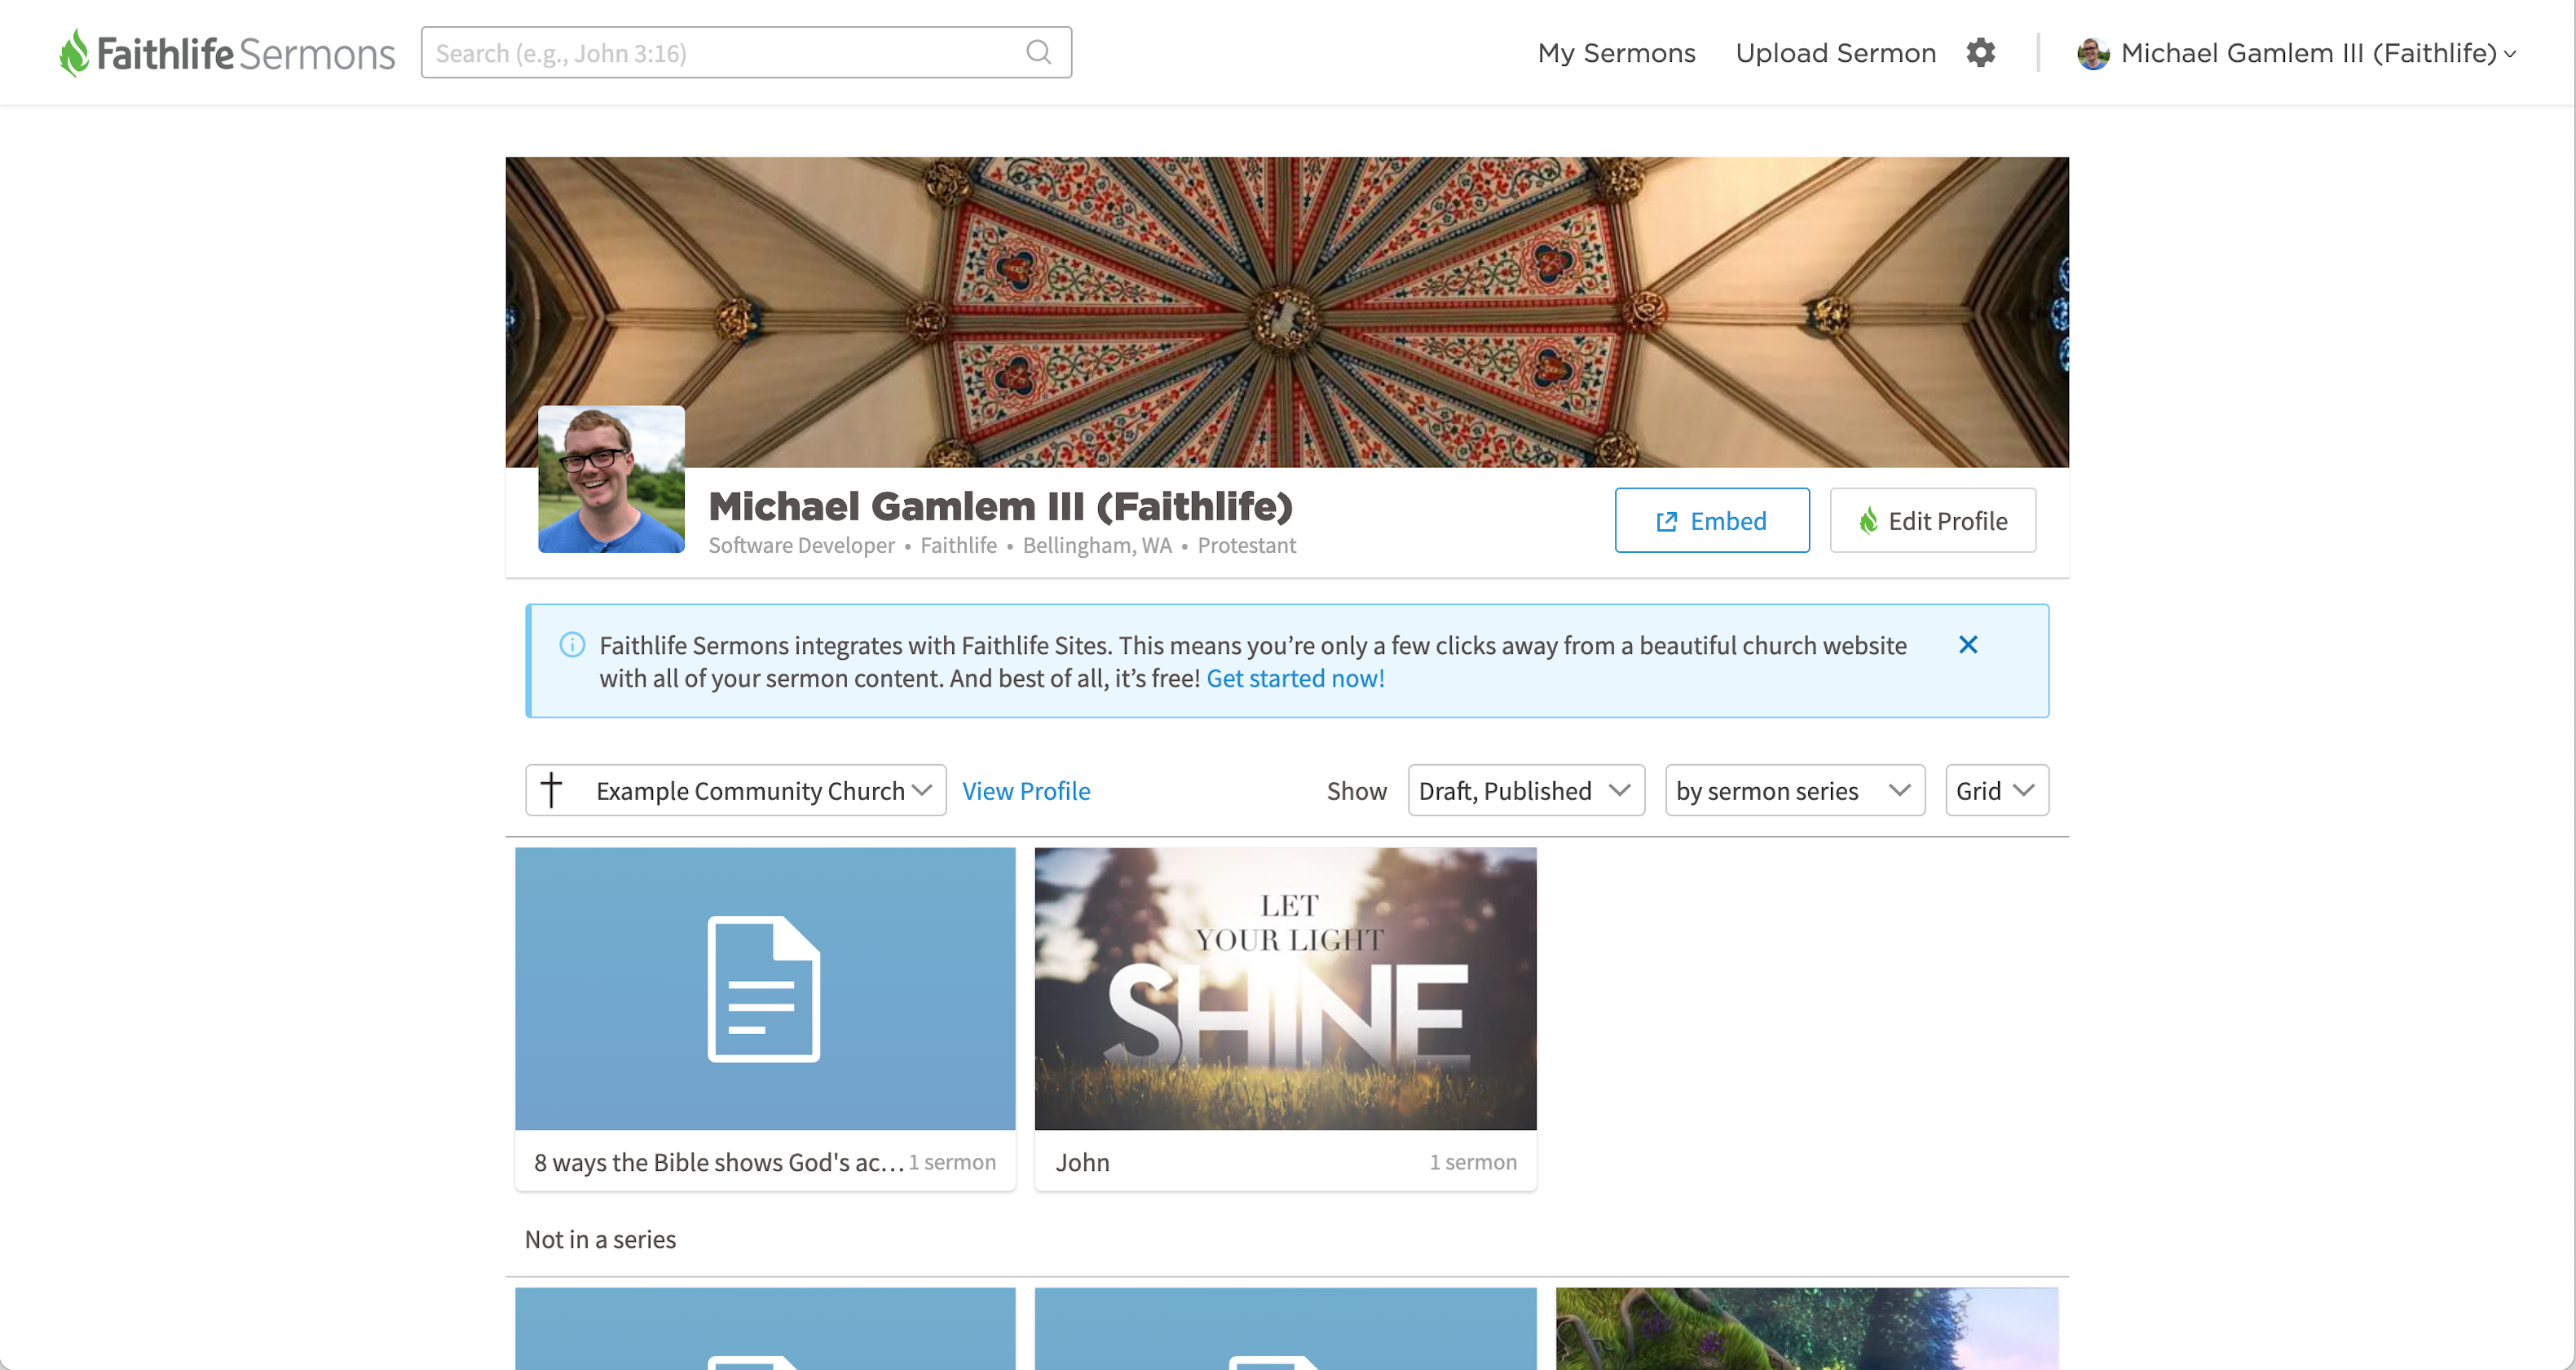 Faithlife Sermons
Search (e.g., John 3:16)
My Sermons
Upload Sermon
Michael Gamlem III (Faithlife)
Michael Gamlem III (Faithlife)
Software Developer • Faithlife • Bellingham, WA • Protestant
Embed
Edit Profile
Faithlife Sermons integrates with Faithlife Sites. This means you’re only a few clicks away from a beautiful church website
with all of your sermon content. And best of all, it’s free! Get started now!
Example Community Church
View Profile
Show
Draft, Published
by sermon series
Grid
LET
YOUR LIGHT
SHINE
8 ways the Bible shows God's ac... 1 sermon
John
1 sermon
Not in a series